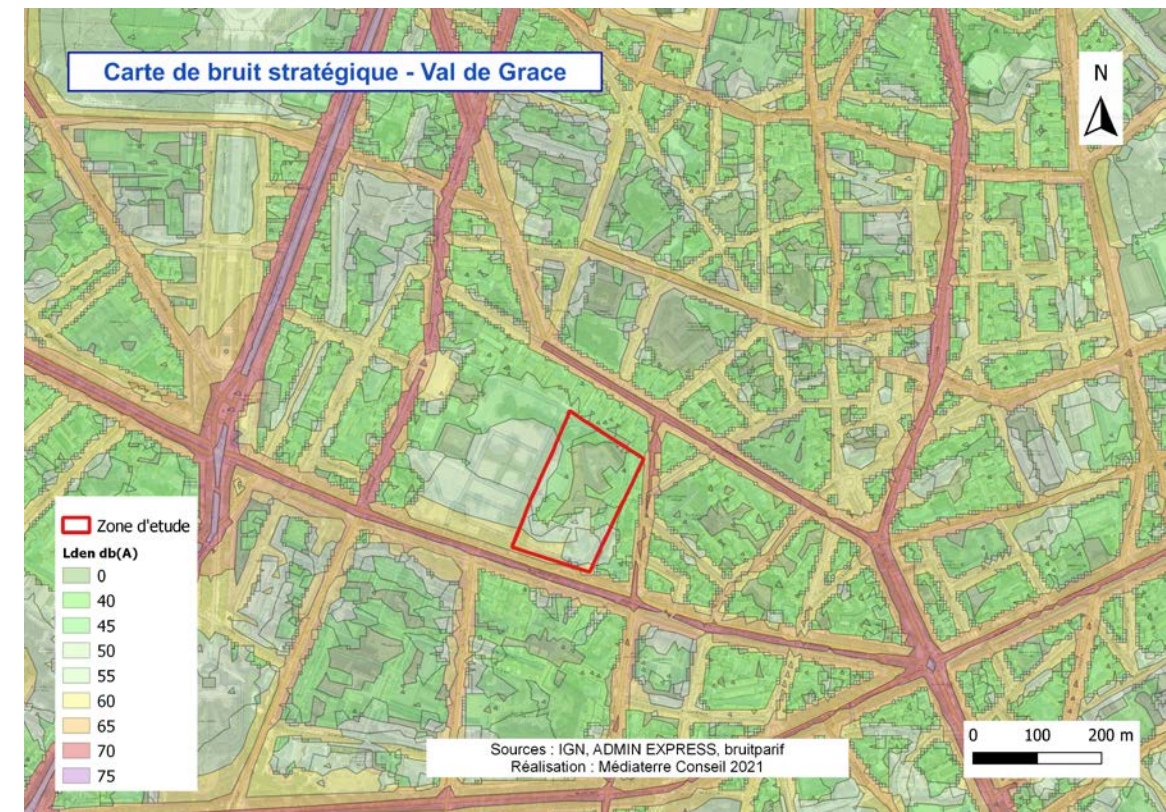 Carte de bruit stratégique - Val de Grace
N
Zone d'etude
Lden db(A)
0
40
45
50
55
60
65
70
75
0 100 200 m
Sources : IGN, ADMIN EXPRESS, bruitparif
Réalisation : Médiaterre Conseil 2021